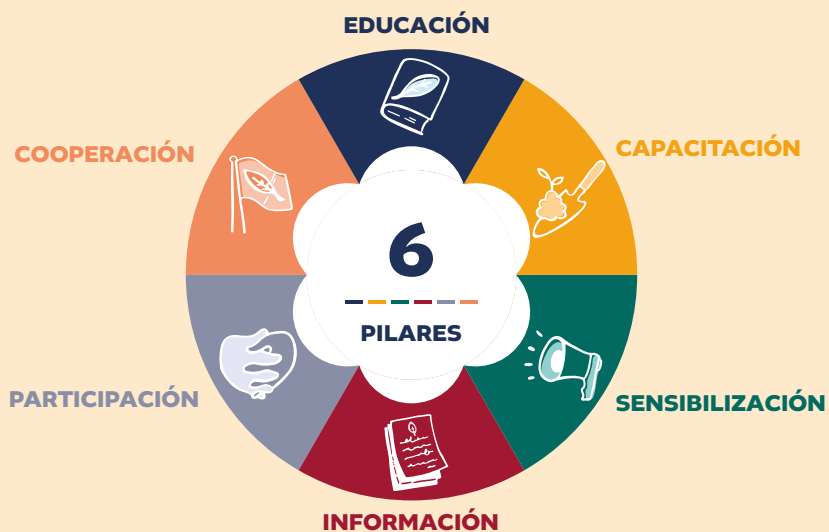 EDUCACIÓN
COOPERACIÓN
CAPACITACIÓN
6
PILARES
PARTICIPACIÓN
SENSIBILIZACIÓN
INFORMACIÓN